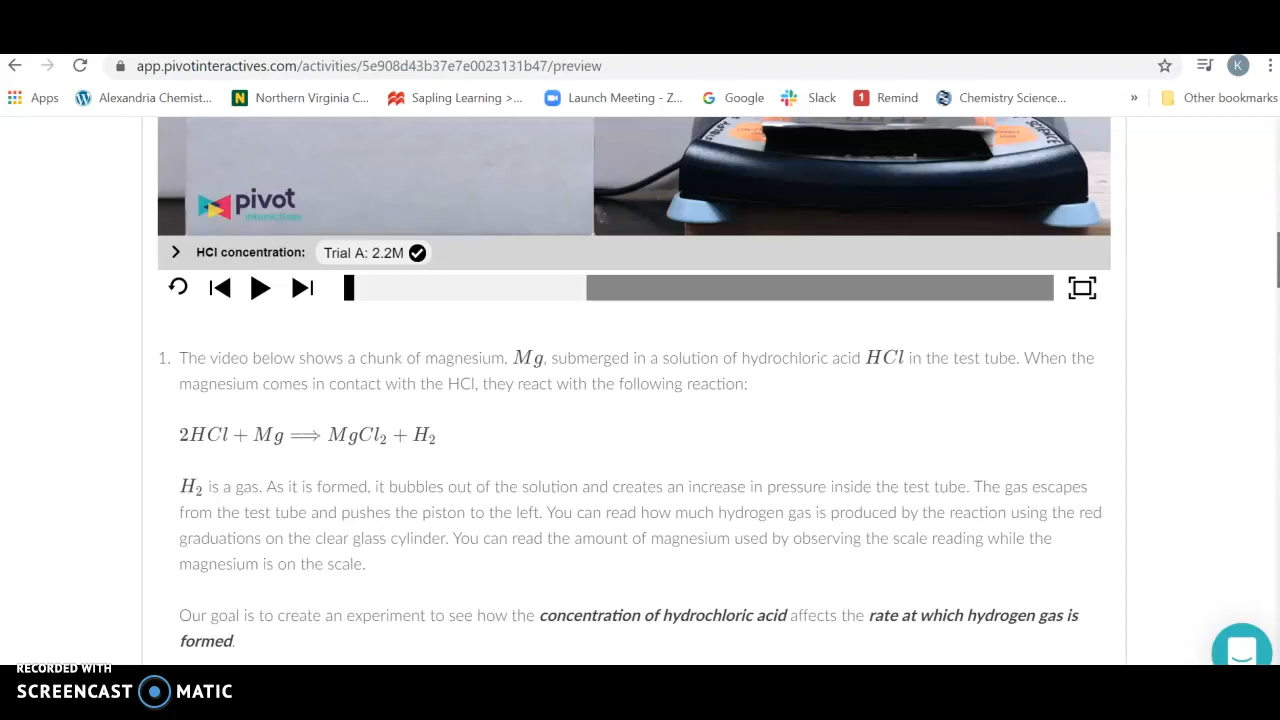 app.pivotinteractives.com/activities/5e908d43b37e7e0023131b47/preview
K
Apps Alexandria Chemist... N Northern Virginia C... Sapling Learning >... Launch Meeting - Z... Google Slack 1 Remind Chemistry Science... » Other bookmarks
SCIENCE
pivot
interactives
HCl concentration: Trial A: 2.2M
1. The video below shows a chunk of magnesium, Mg, submerged in a solution of hydrochloric acid HCl in the test tube. When the
magnesium comes in contact with the HCl, they react with the following reaction:
2HCl + Mg ⟹ MgCl₂ + H₂
H₂ is a gas. As it is formed, it bubbles out of the solution and creates an increase in pressure inside the test tube. The gas escapes
from the test tube and pushes the piston to the left. You can read how much hydrogen gas is produced by the reaction using the red
graduations on the clear glass cylinder. You can read the amount of magnesium used by observing the scale reading while the
magnesium is on the scale.
Our goal is to create an experiment to see how the concentration of hydrochloric acid affects the rate at which hydrogen gas is
formed.
RECORDED WITH
SCREENCAST MATIC